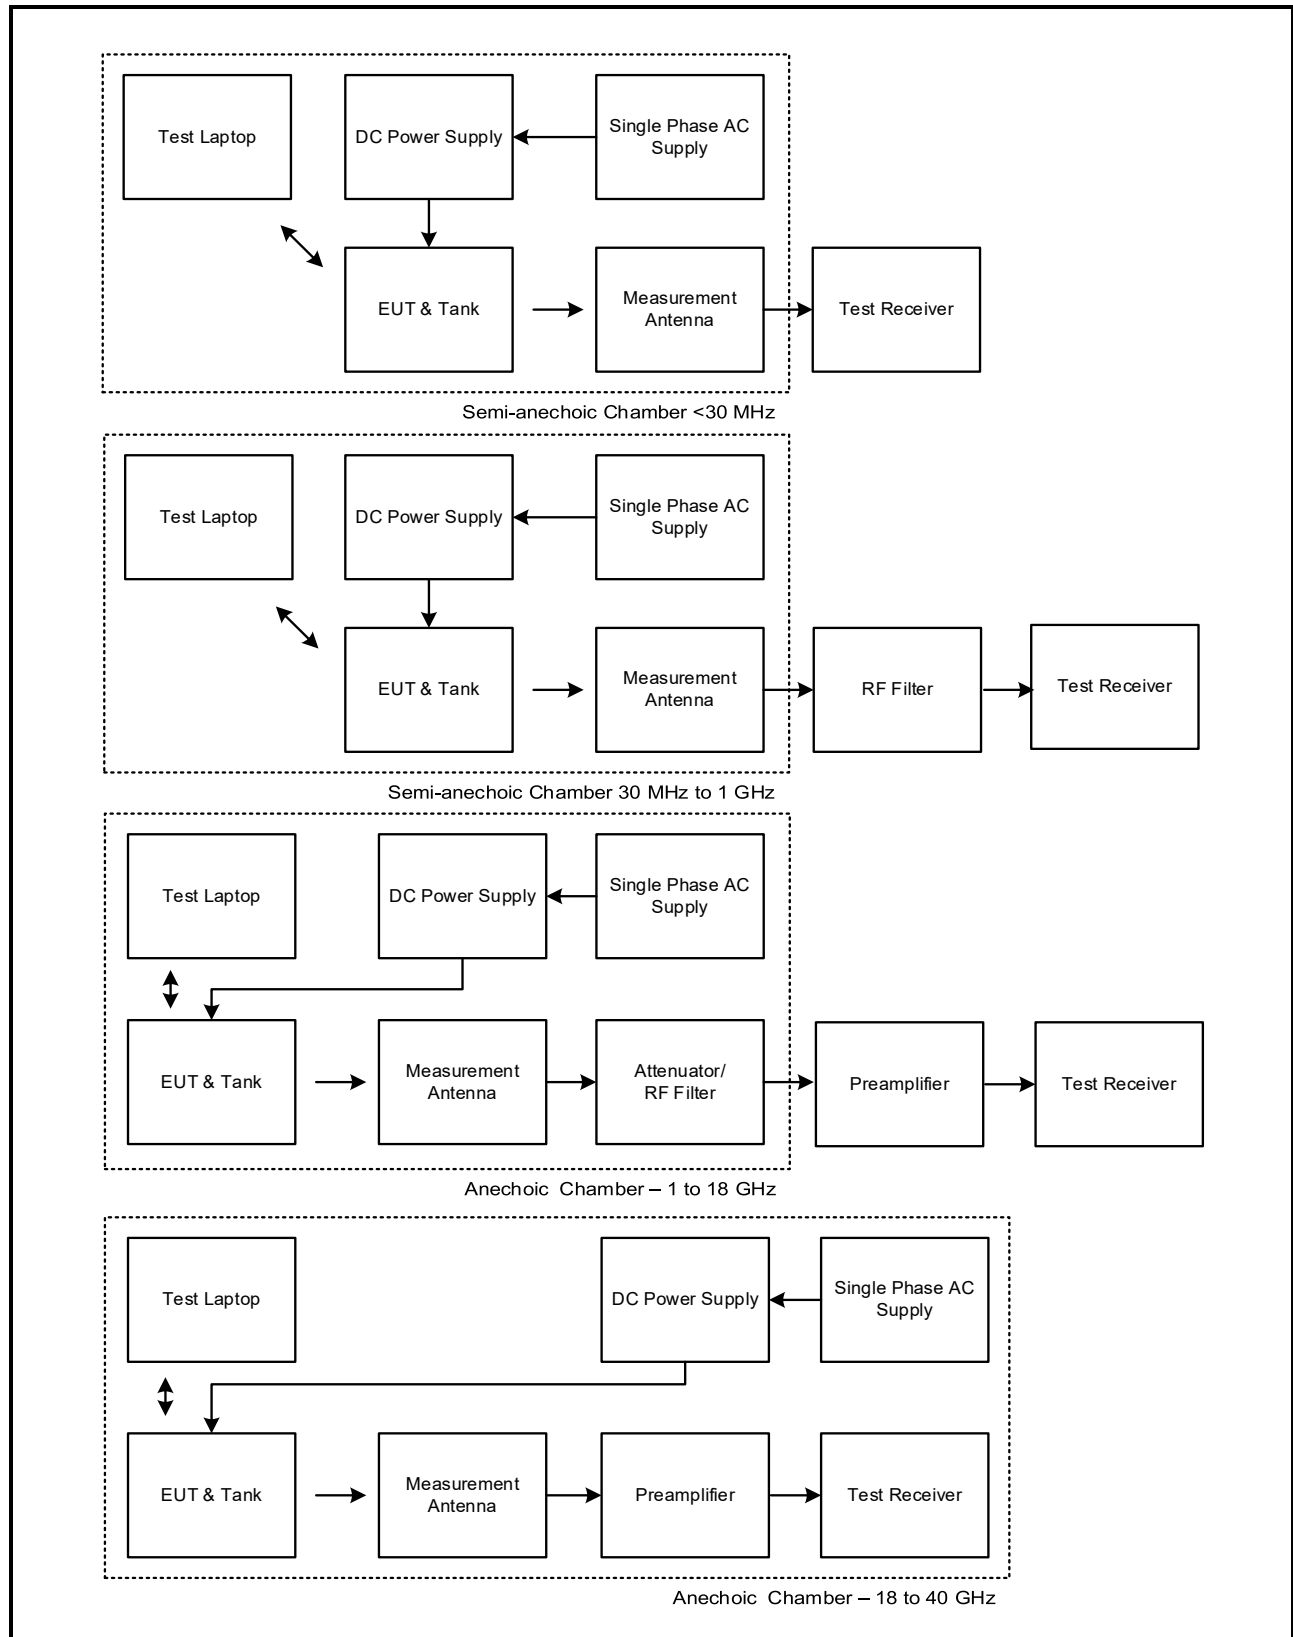 Test Laptop
DC Power Supply
Single Phase AC
Supply
EUT & Tank
Measurement
Antenna
Test Receiver
Semi-anechoic Chamber <30 MHz
Test Laptop
DC Power Supply
Single Phase AC
Supply
EUT & Tank
Measurement
Antenna
RF Filter
Test Receiver
Semi-anechoic Chamber 30 MHz to 1 GHz
Test Laptop
DC Power Supply
Single Phase AC
Supply
EUT & Tank
Measurement
Antenna
Attenuator/
RF Filter
Preamplifier
Test Receiver
Anechoic Chamber – 1 to 18 GHz
Test Laptop
DC Power Supply
Single Phase AC
Supply
EUT & Tank
Measurement
Antenna
Preamplifier
Test Receiver
Anechoic Chamber – 18 to 40 GHz